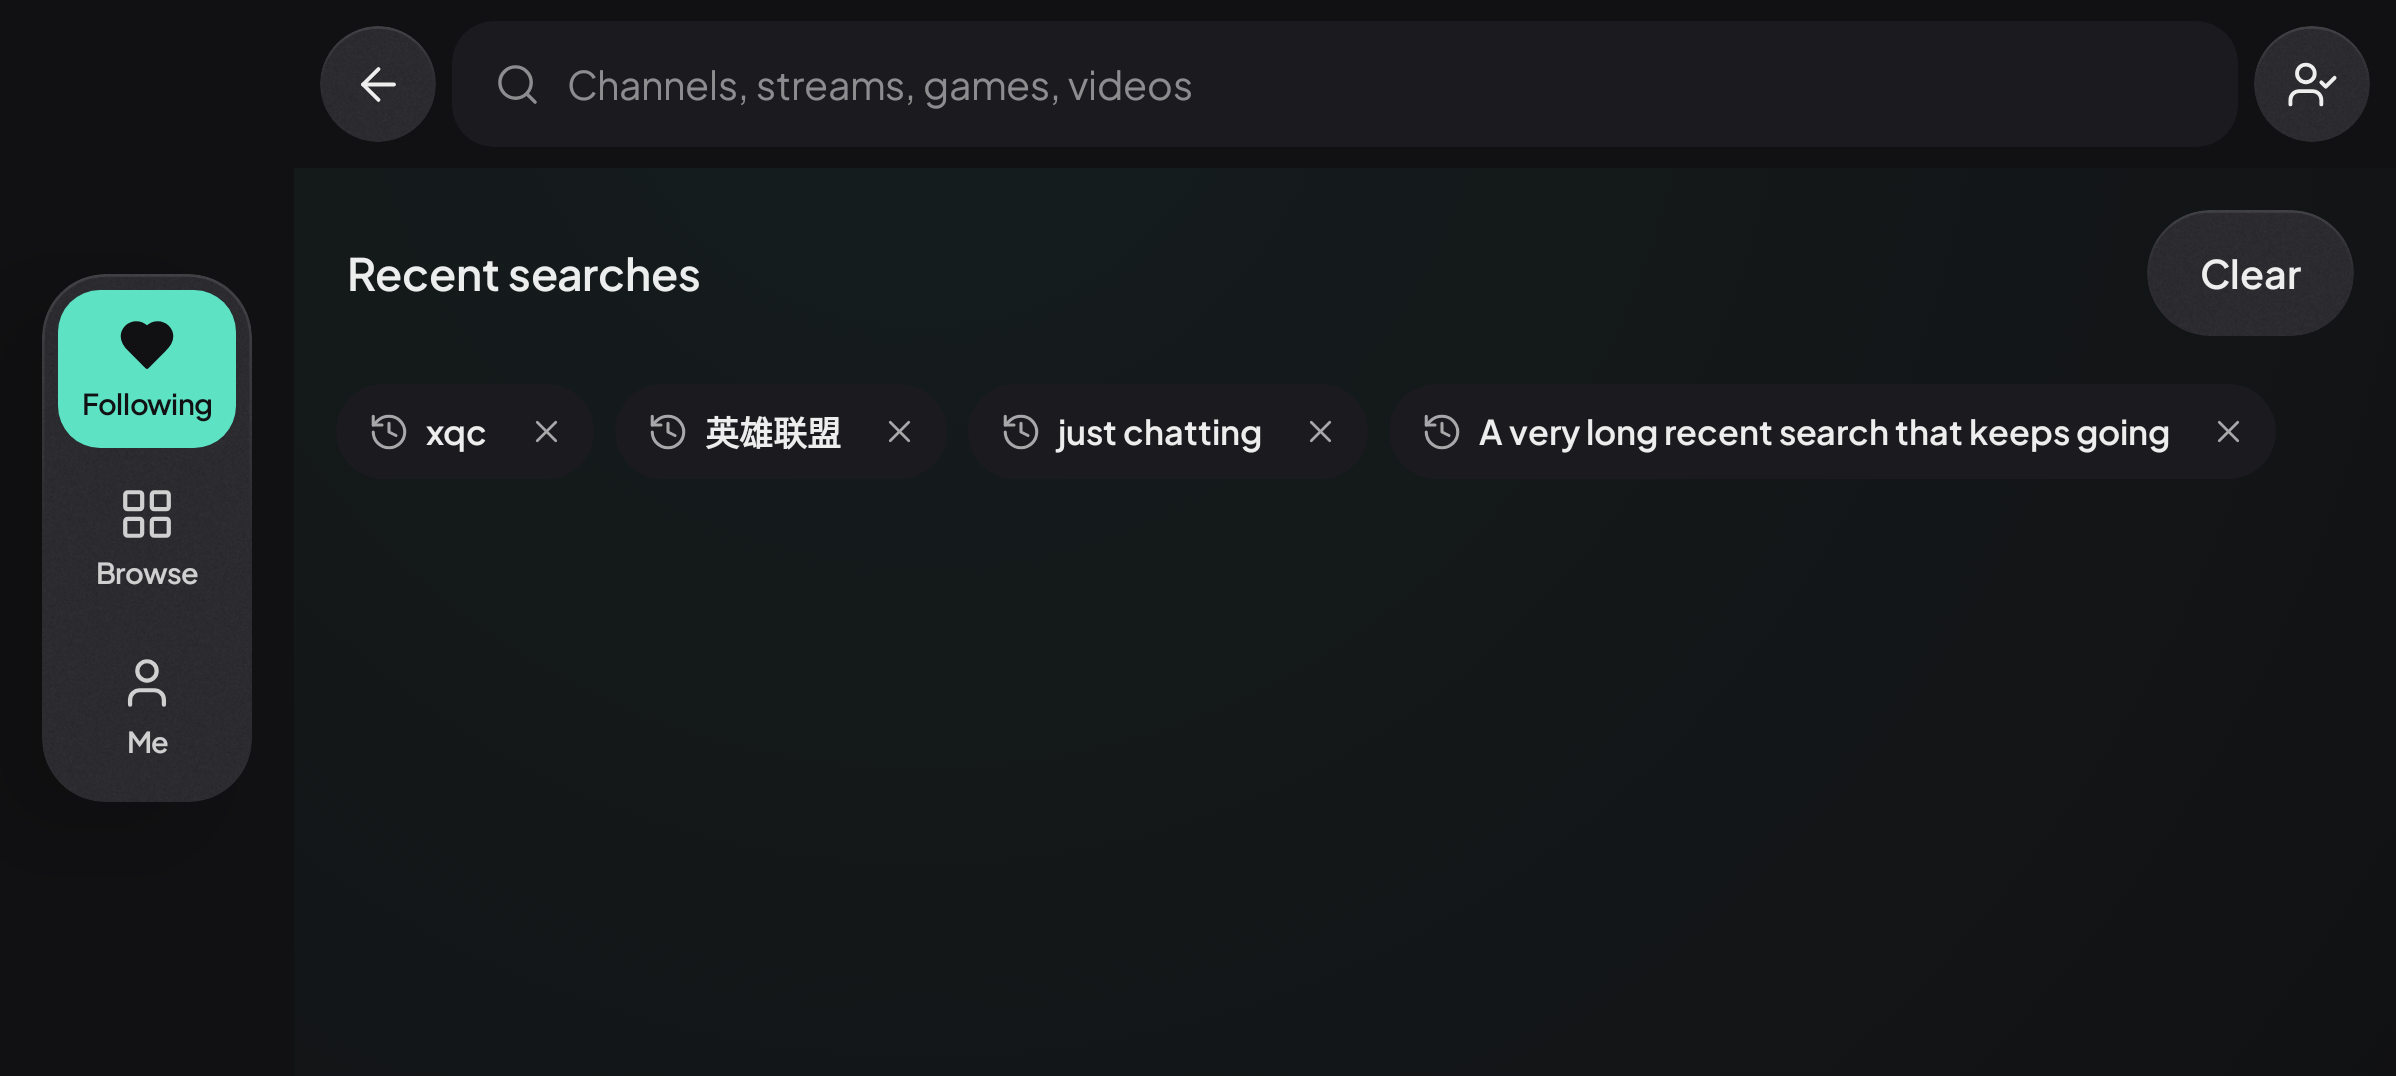 Channels, streams, games, videos
Recent searches
Clear
xqc
英雄联盟
just chatting
A very long recent search that keeps going
Following
Browse
Me